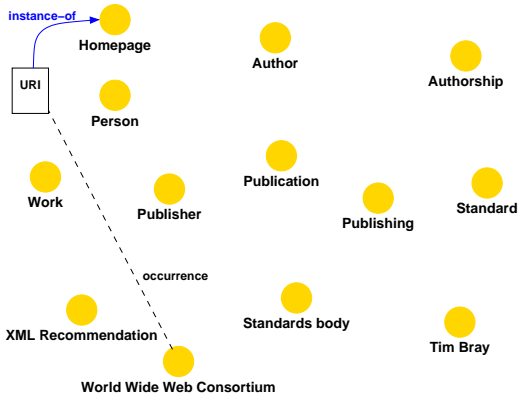 instance-of
Homepage
Author
URI
Authorship
Person
Publication
Work
Publisher
Publishing
Standard
occurrence
Standards body
XML Recommendation
Tim Bray
World Wide Web Consortium